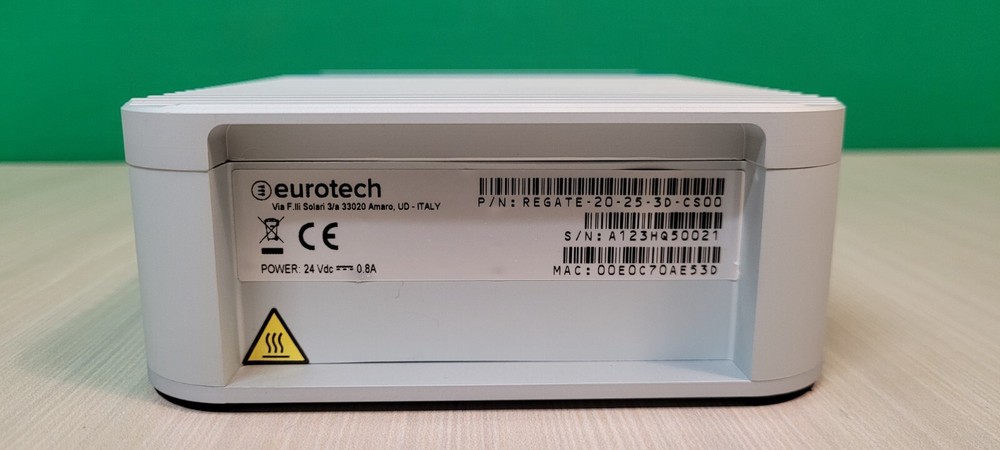 eurotech
Via F.lli Solari 3/a 33020 Amaro, UD - ITALY
CE
POWER: 24 Vdc ⎓ 0.8A
P/N: REGATE-20-25-3D-CS00
S/N: A123HQ50021
MAC: 00E0C70AE53D